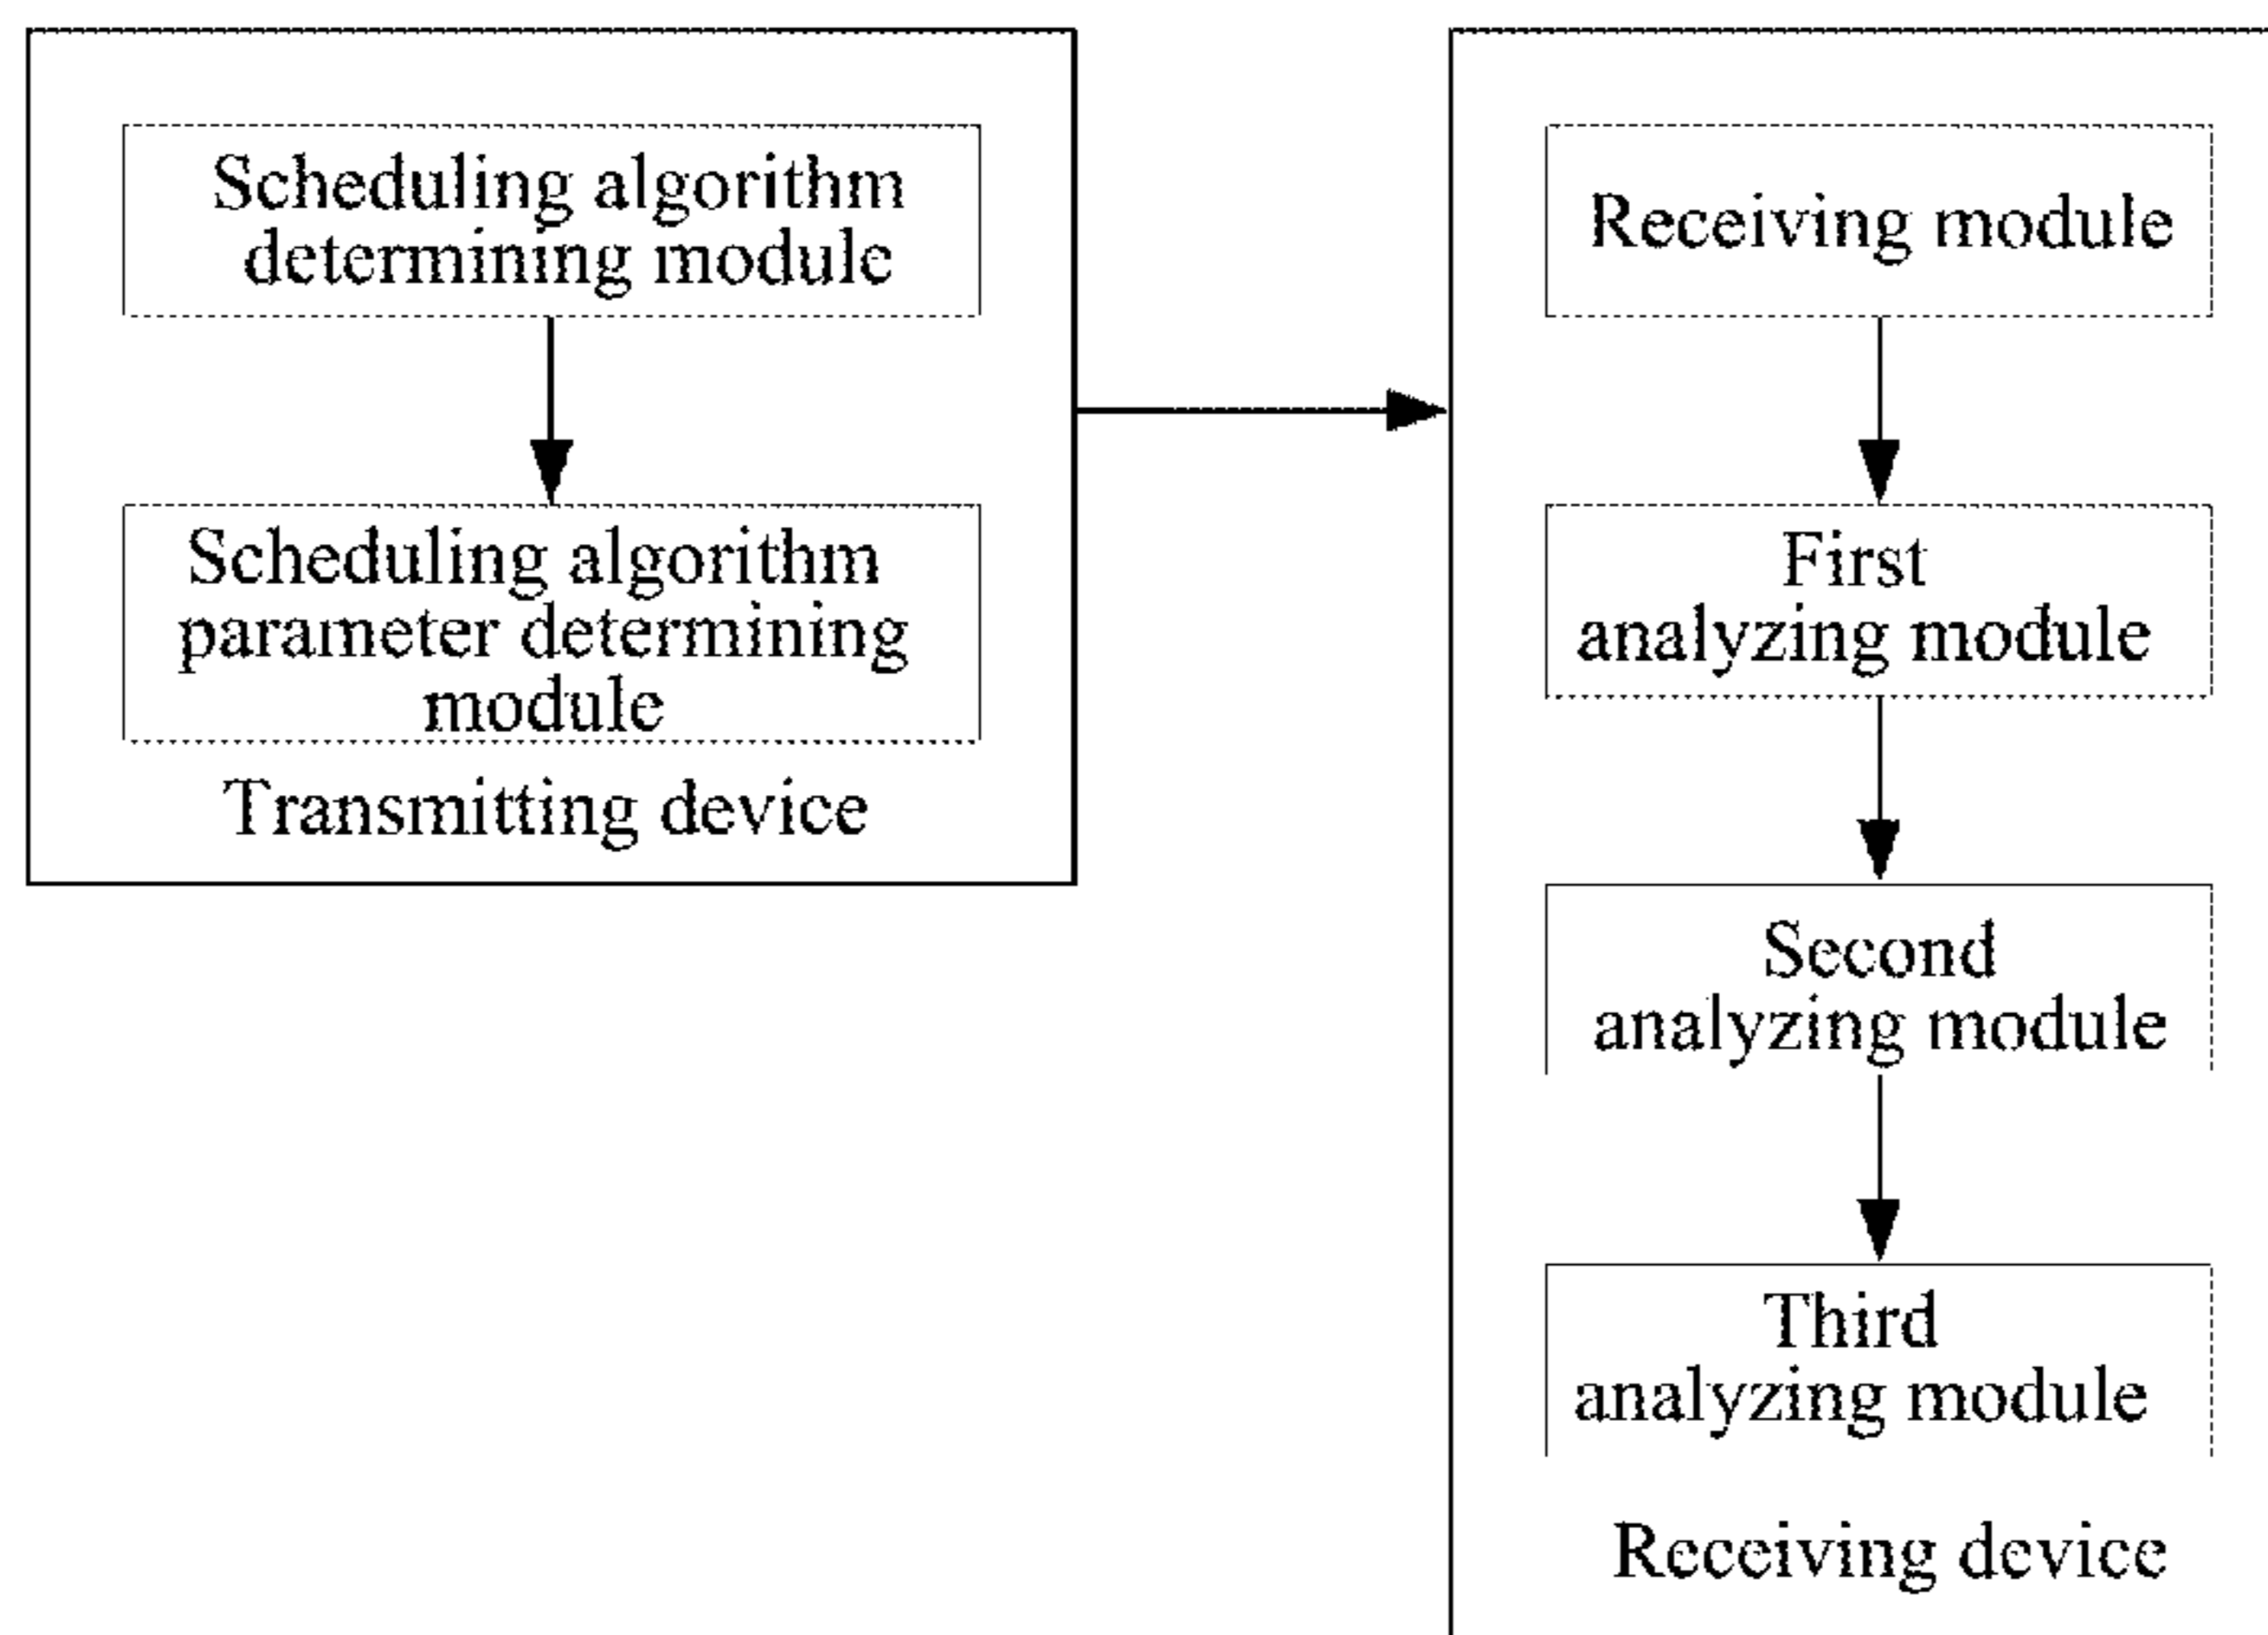 Scheduling algorithm
determining module
Scheduling algorithm
parameter determining
module
Transmitting device
Receiving module
First
analyzing module
Second
analyzing module
Third
analyzing module
Receiving device